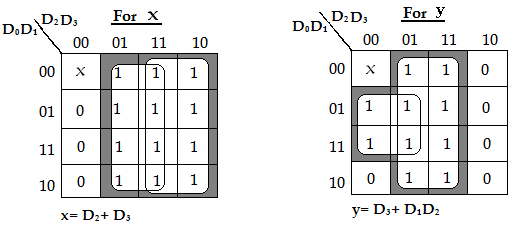 For x
D₂D₃
D₀D₁
00 01 11 10
00 X 1 1 1
01 0 1 1 1
11 0 1 1 1
10 0 1 1 1
x= D₂+ D₃
For y
D₂D₃
D₀D₁
00 01 11 10
00 X 1 1 0
01 1 1 1 0
11 1 1 1 0
10 0 1 1 0
y= D₃+ D₁D₂